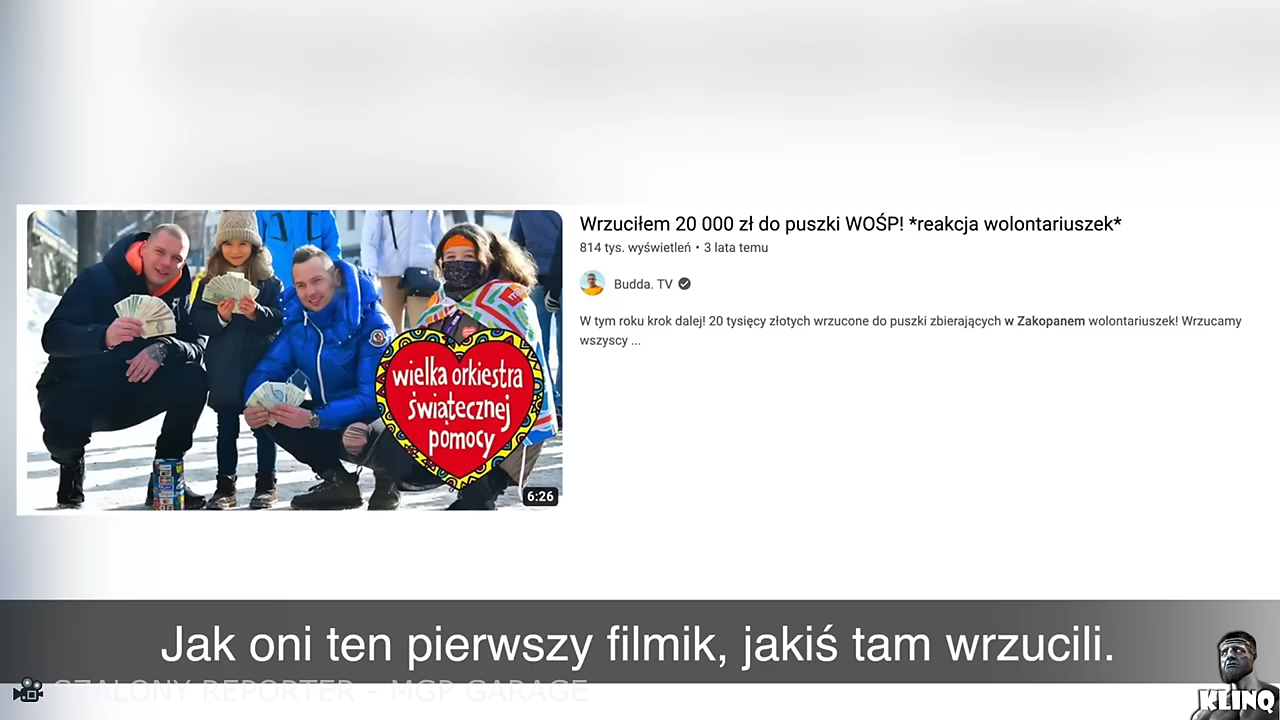 Wrzuciłem 20 000 zł do puszki WOŚP! *reakcja wolontariuszek*
814 tys. wyświetleń • 3 lata temu
Budda. TV
W tym roku krok dalej! 20 tysięcy złotych wrzucone do puszki zbierających w Zakopanem wolontariuszek! Wrzucamy
wszyscy ...
wielka orkiestra
świątecznej
pomocy
6:26
Jak oni ten pierwszy filmik, jakiś tam wrzucili.
SZALONY REPORTER - MGP GARAGE
KLINQ